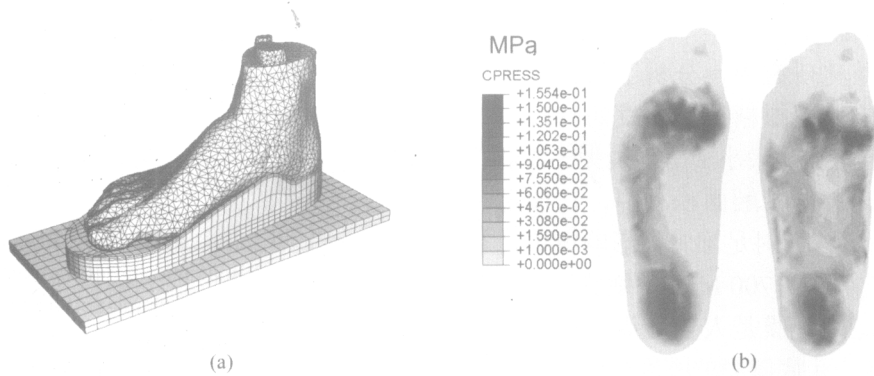 MPa
CPRESS
+1.554e-01
+1.500e-01
+1.351e-01
+1.202e-01
+1.053e-01
+9.040e-02
+7.550e-02
+6.060e-02
+4.570e-02
+3.080e-02
+1.590e-02
+1.000e-03
+0.000e+00
(a)
(b)